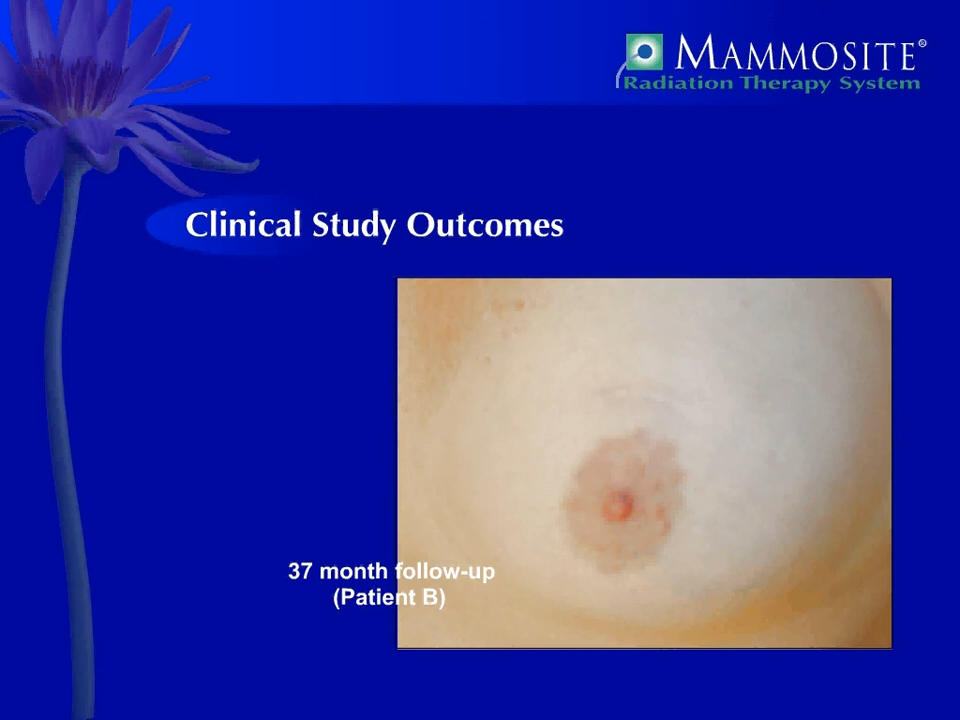 MAMMOSITE®
Radiation Therapy System
Clinical Study Outcomes
37 month follow-up
(Patient B)